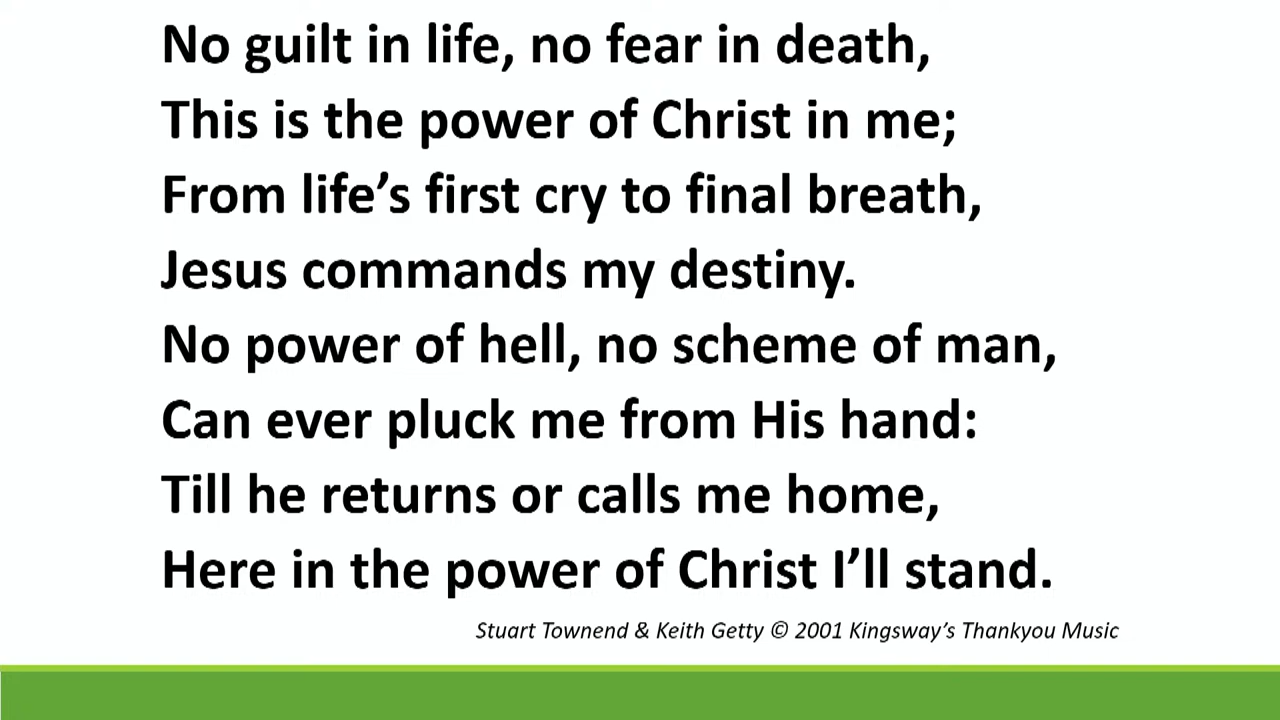 No guilt in life, no fear in death,
This is the power of Christ in me;
From life’s first cry to final breath,
Jesus commands my destiny.
No power of hell, no scheme of man,
Can ever pluck me from His hand:
Till he returns or calls me home,
Here in the power of Christ I’ll stand.
Stuart Townend & Keith Getty © 2001 Kingsway’s Thankyou Music